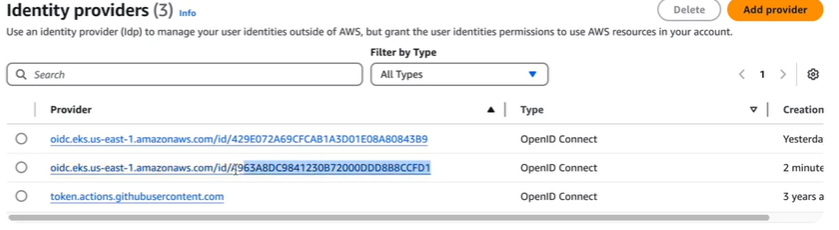 Identity providers (3) Info
Delete
Add provider
Use an identity provider (IdP) to manage your user identities outside of AWS, but grant the user identities permissions to use AWS resources in your account.
Filter by Type
Search
All Types
1
Provider
Type
Creation
oidc.eks.us-east-1.amazonaws.com/id/429E072A69CFCAB1A3D01E08A80843B9
OpenID Connect
Yesterda
oidc.eks.us-east-1.amazonaws.com/id/4963A8DC9841230B72000DDD8B8CCFD1
OpenID Connect
2 minute
token.actions.githubusercontent.com
OpenID Connect
3 years a